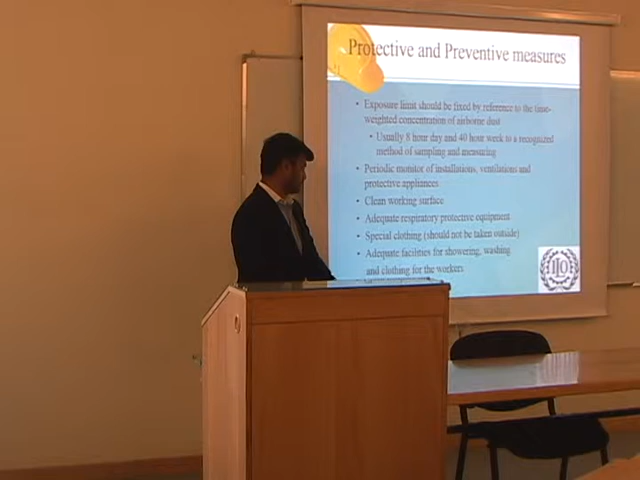 Protective and Preventive measures
• Exposure limit should be fixed by reference to the time-
weighted concentration of airborne dust
• Usually 8 hour day and 40 hour week to a recognized
method of sampling and measuring
• Periodic monitor of installations, ventilations and
protective appliances
• Clean working surface
• Adequate respiratory protective equipment
• Special clothing (should not be taken outside)
• Adequate facilities for showering, washing
and clothing for the workers
ILO